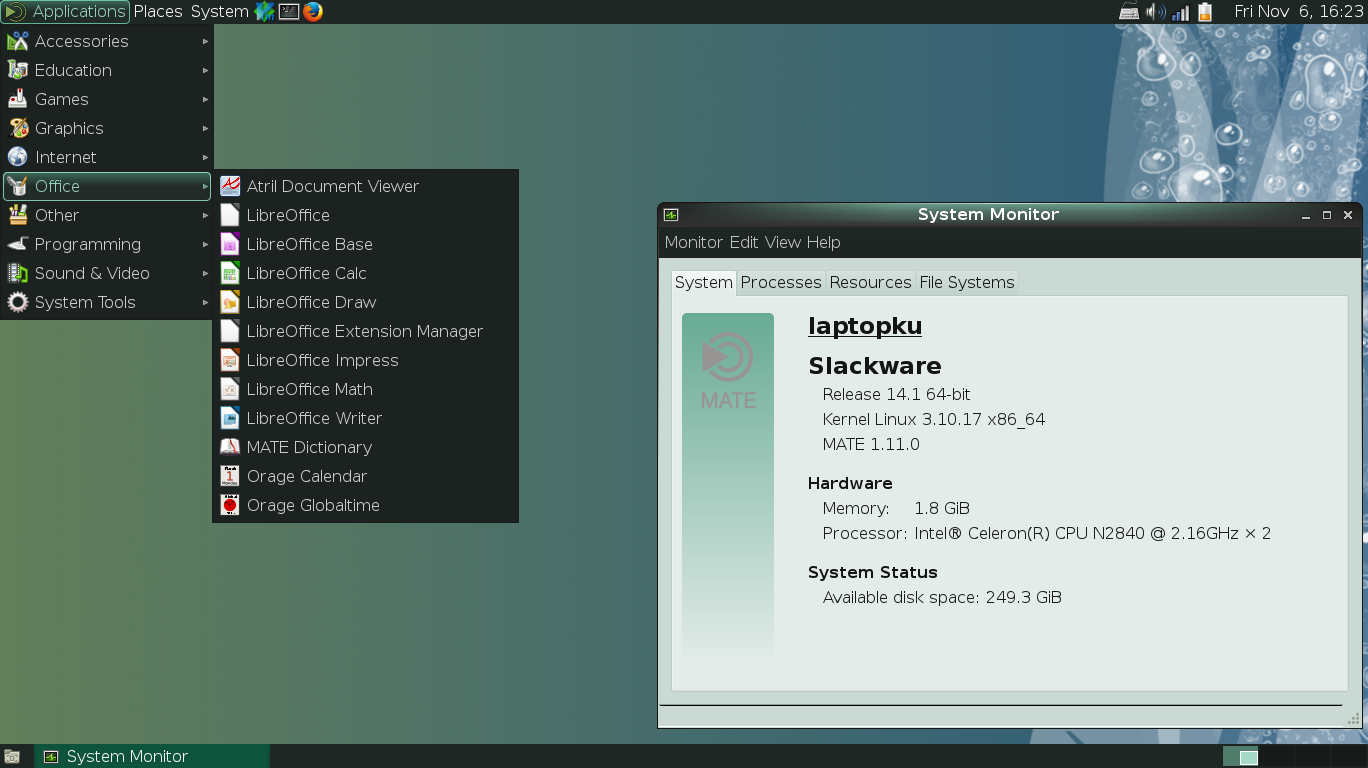 Applications Places System Fri Nov 6, 16:23
Accessories
Education
Games
Graphics
Internet
Office
Other
Programming
Sound & Video
System Tools
Atril Document Viewer
LibreOffice
LibreOffice Base
LibreOffice Calc
LibreOffice Draw
LibreOffice Extension Manager
LibreOffice Impress
LibreOffice Math
LibreOffice Writer
MATE Dictionary
Orage Calendar
Orage Globaltime
System Monitor
Monitor Edit View Help
System Processes Resources File Systems
MATE
laptopku
Slackware
Release 14.1 64-bit
Kernel Linux 3.10.17 x86_64
MATE 1.11.0
Hardware
Memory: 1.8 GiB
Processor: Intel® Celeron(R) CPU N2840 @ 2.16GHz × 2
System Status
Available disk space: 249.3 GiB
System Monitor